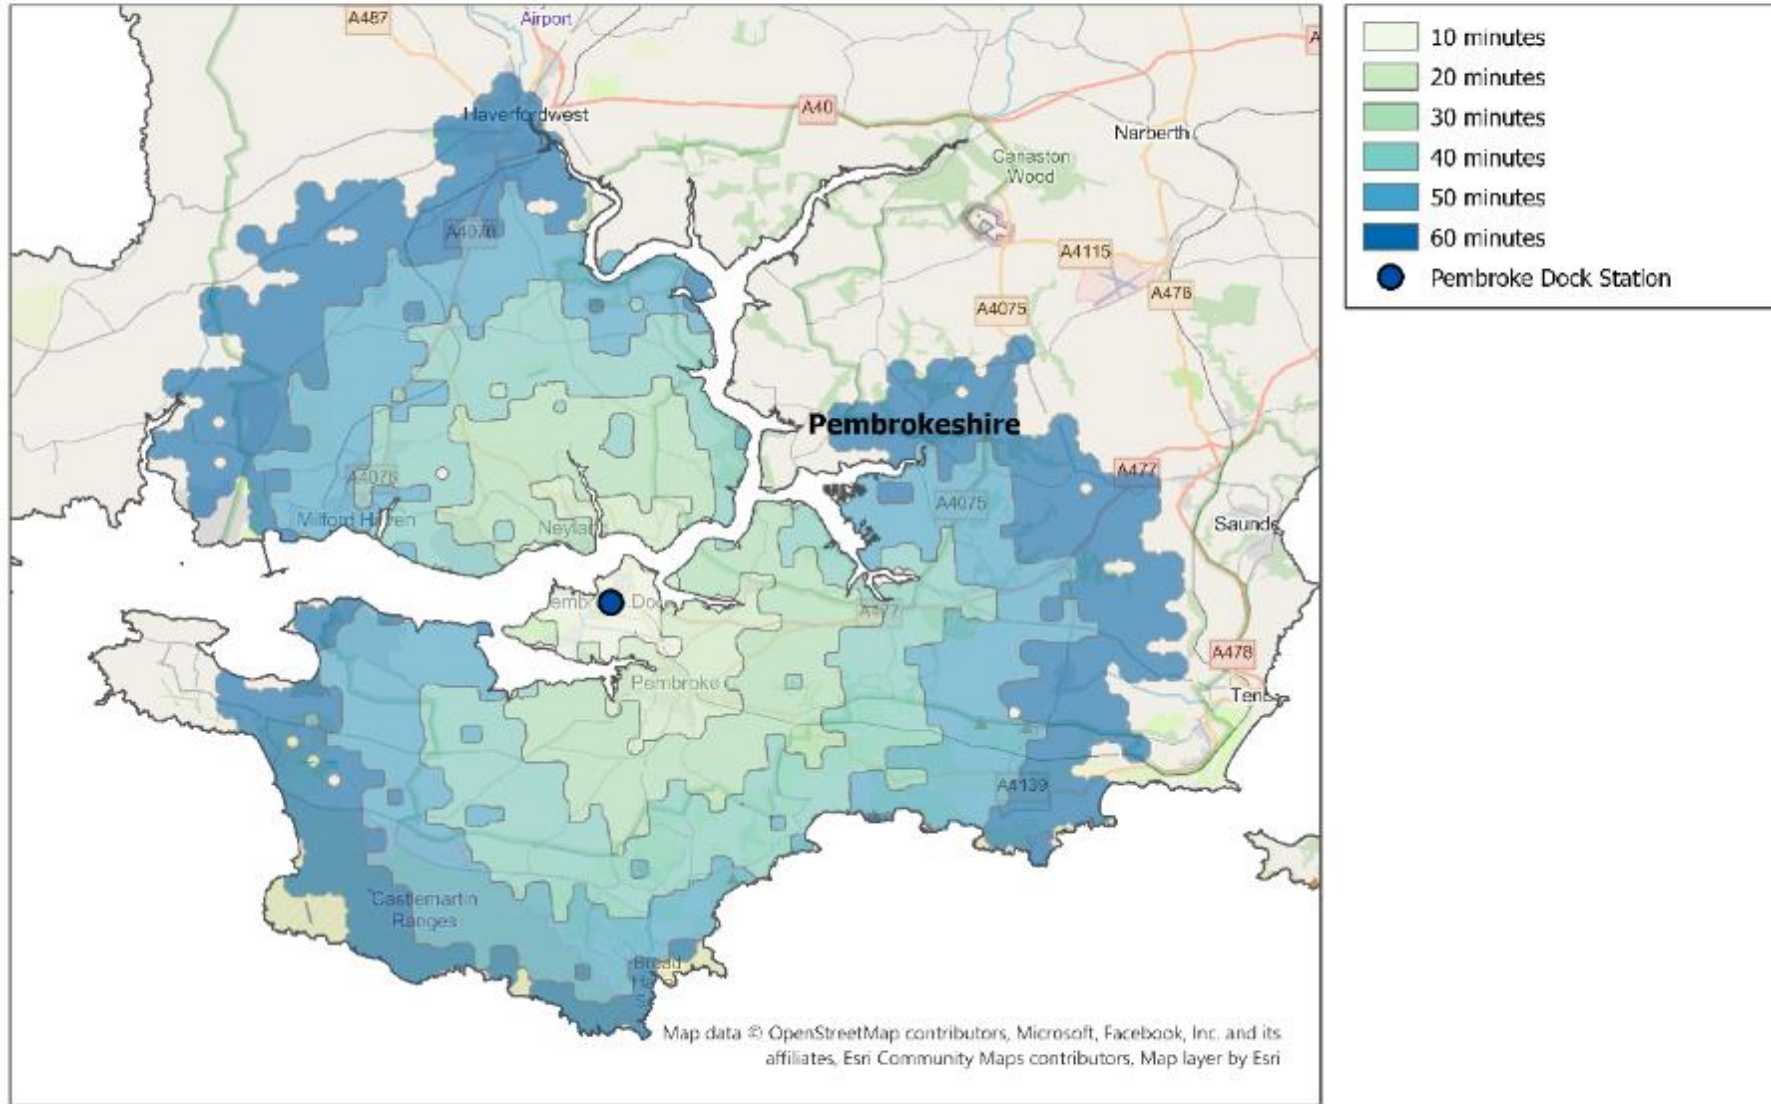 A487
Airport
Haverfordwest
A40
Narberth
Canaston
Wood
A4076
A4115
A478
A4075
Pembrokeshire
A477
A4076
A4075
Milford Haven
Neyland
Saunde
A477
Pembroke
A478
A4139
Castlemartin
Ranges
Broad
Map data © OpenStreetMap contributors, Microsoft, Facebook, Inc. and its
affiliates, Esri Community Maps contributors, Map layer by Esri
10 minutes
20 minutes
30 minutes
40 minutes
50 minutes
60 minutes
Pembroke Dock Station